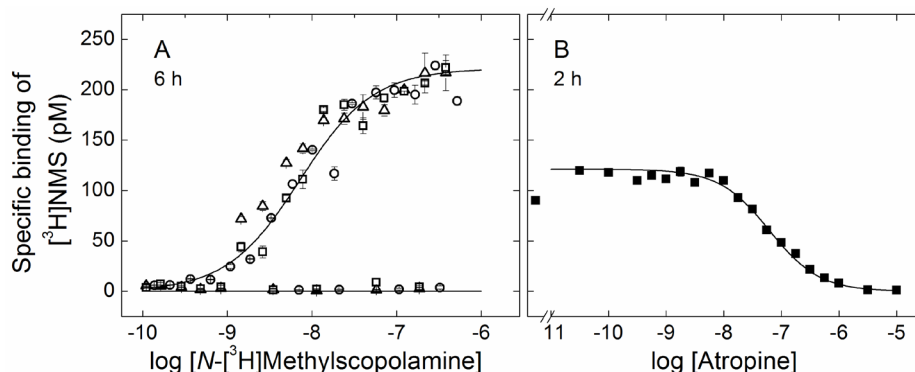 Specific binding of
[³H]NMS (pM)
250
200
150
100
50
0
A
6 h
-10
-9
-8
-7
-6
log [N-[³H]Methylscopolamine]
B
2 h
11
-10
-9
-8
-7
-6
-5
log [Atropine]